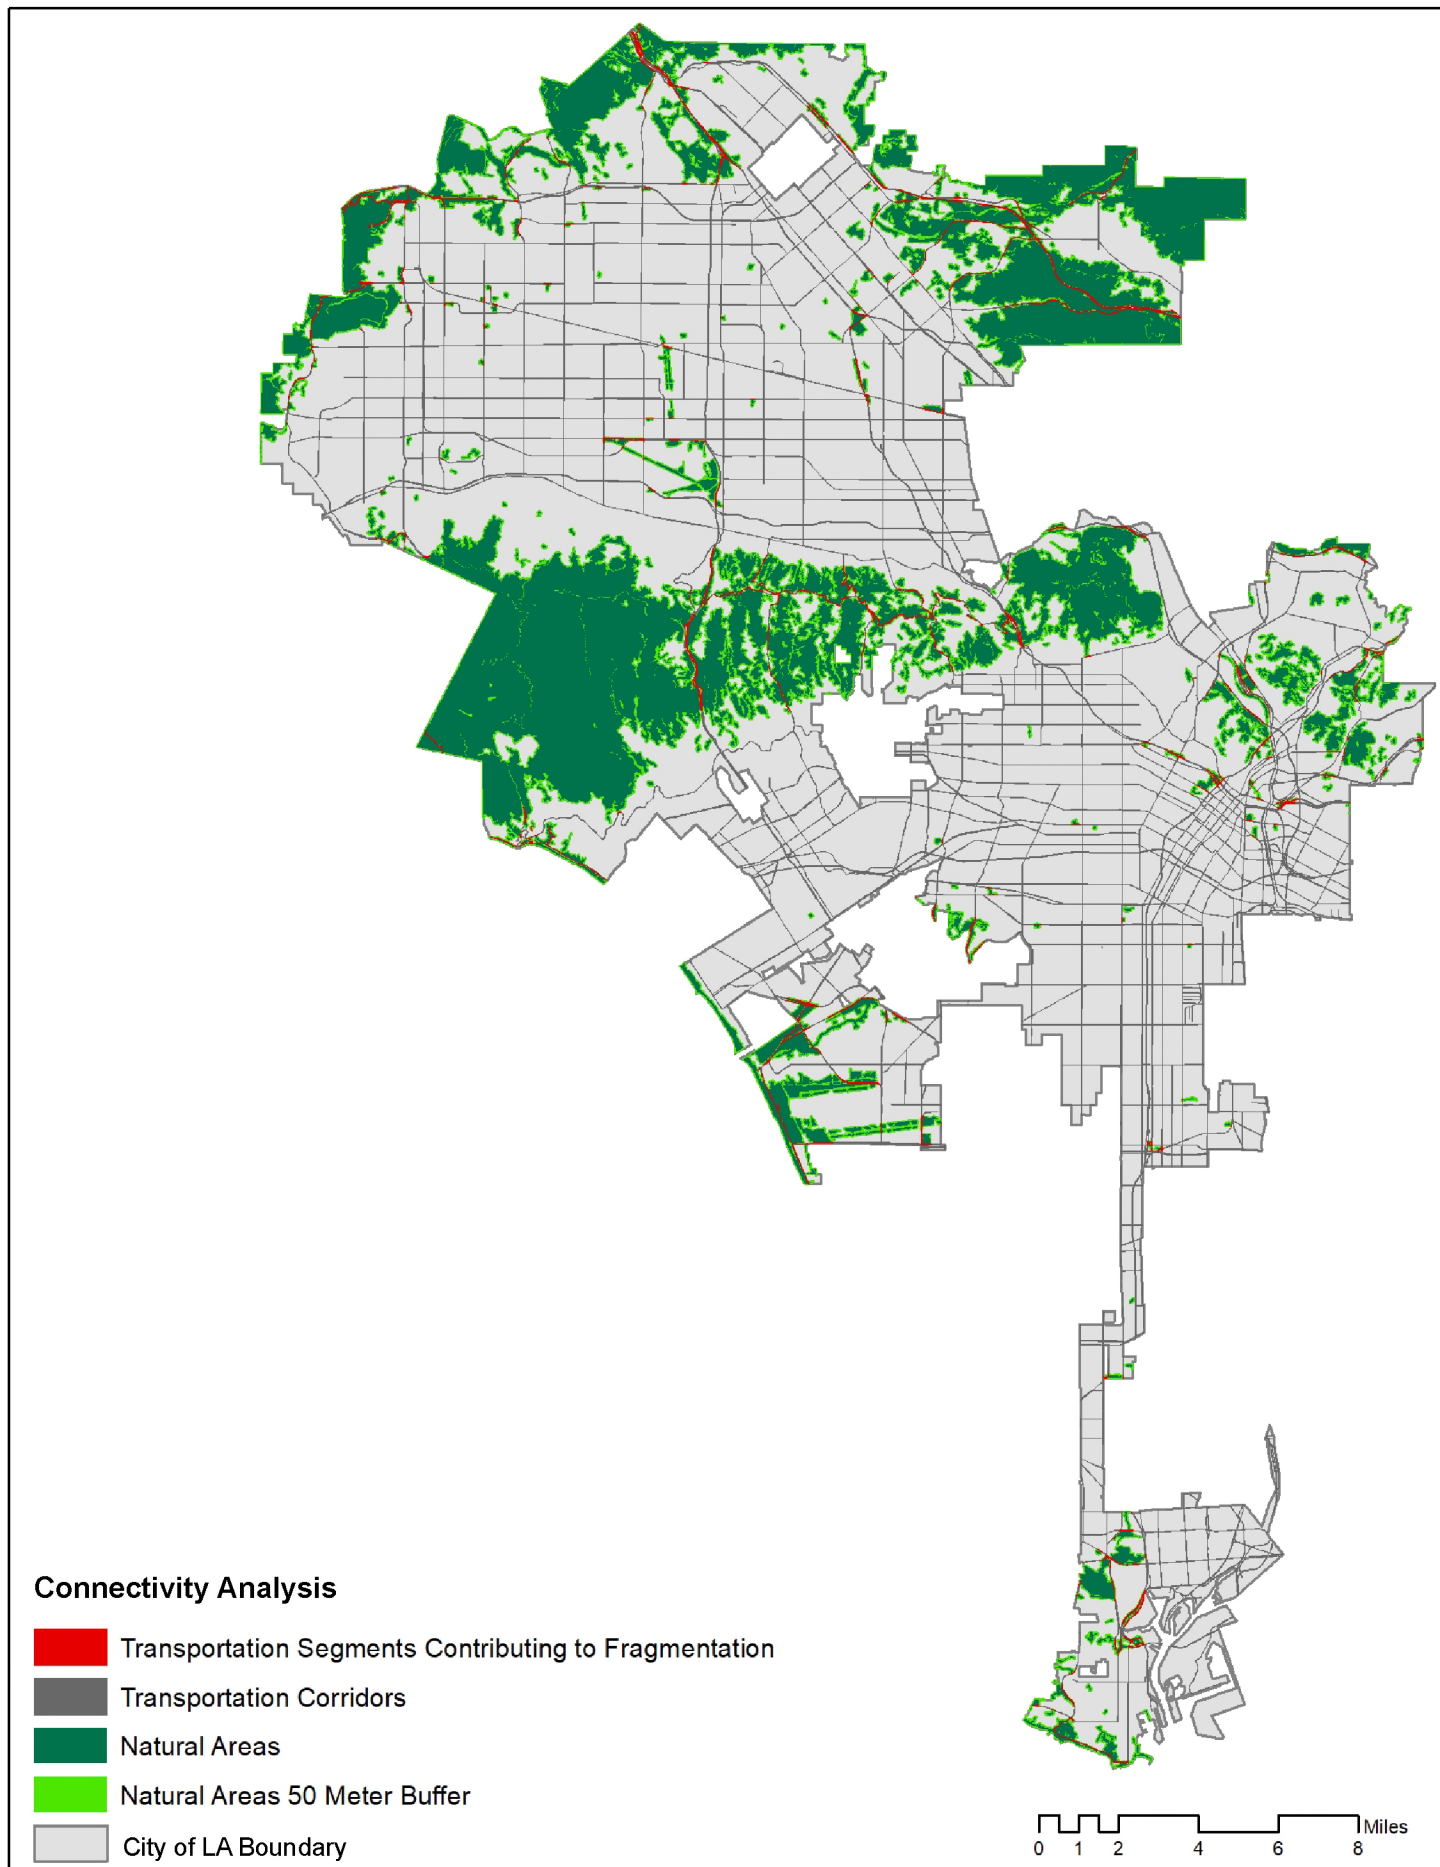 Connectivity Analysis
Transportation Segments Contributing to Fragmentation
Transportation Corridors
Natural Areas
Natural Areas 50 Meter Buffer
City of LA Boundary
Miles
0 1 2 4 6 8